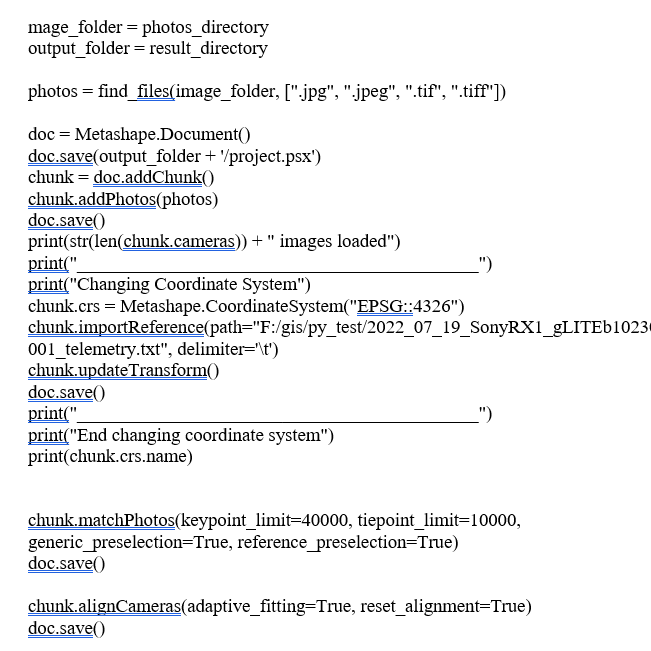 mage_folder = photos_directory
output_folder = result_directory
photos = find_files(image_folder, [".jpg", ".jpeg", ".tif", ".tiff"])
doc = Metashape.Document()
doc.save(output_folder + '/project.psx')
chunk = doc.addChunk()
chunk.addPhotos(photos)
doc.save()
print(str(len(chunk.cameras)) + " images loaded")
print("___________________________________________")
print("Changing Coordinate System")
chunk.crs = Metashape.CoordinateSystem("EPSG::4326")
chunk.importReference(path="F:/gis/py_test/2022_07_19_SonyRX1_gLITEb1023
001_telemetry.txt", delimiter='\t')
chunk.updateTransform()
doc.save()
print("___________________________________________")
print("End changing coordinate system")
print(chunk.crs.name)
chunk.matchPhotos(keypoint_limit=40000, tiepoint_limit=10000,
generic_preselection=True, reference_preselection=True)
doc.save()
chunk.alignCameras(adaptive_fitting=True, reset_alignment=True)
doc.save()